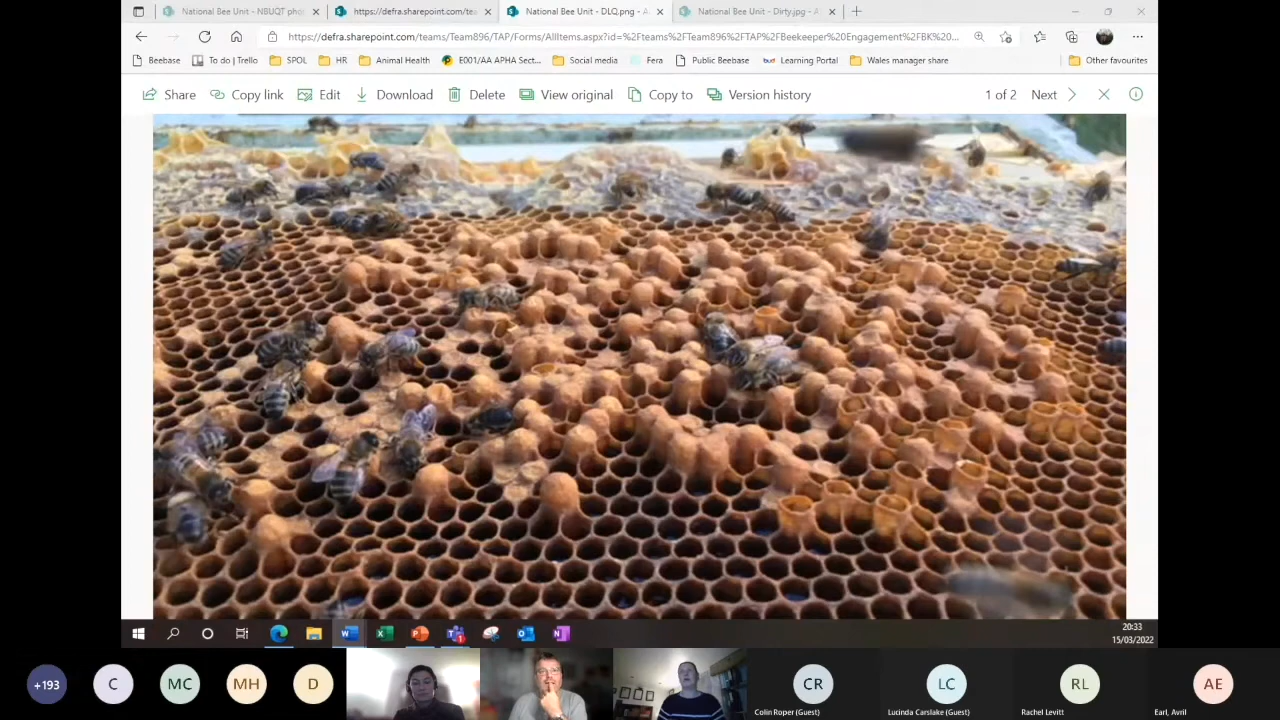 National Bee Unit - NBUQT pho
https://defra.sharepoint.com/te
National Bee Unit - DLQ.png - A
National Bee Unit - Dirty.jpg - A
https://defra.sharepoint.com/teams/Team896/TAP/Forms/AllItems.aspx?id=%2Fteams%2FTeam896%2FTAP%2FBeekeeper%20Engagement%2FBK%20...
Beebase
To do | Trello
SPOL
HR
Animal Health
E001/AA APHA Sect...
Social media
Fera
Public Beebase
Learning Portal
Wales manager share
Other favourites
Share
Copy link
Edit
Download
Delete
View original
Copy to
Version history
1 of 2
Next
20:33
15/03/2022
+193
C
MC
MH
D
CR
LC
RL
AE
Colin Roper (Guest)
Lucinda Carslake (Guest)
Rachel Levitt
Earl, Avril